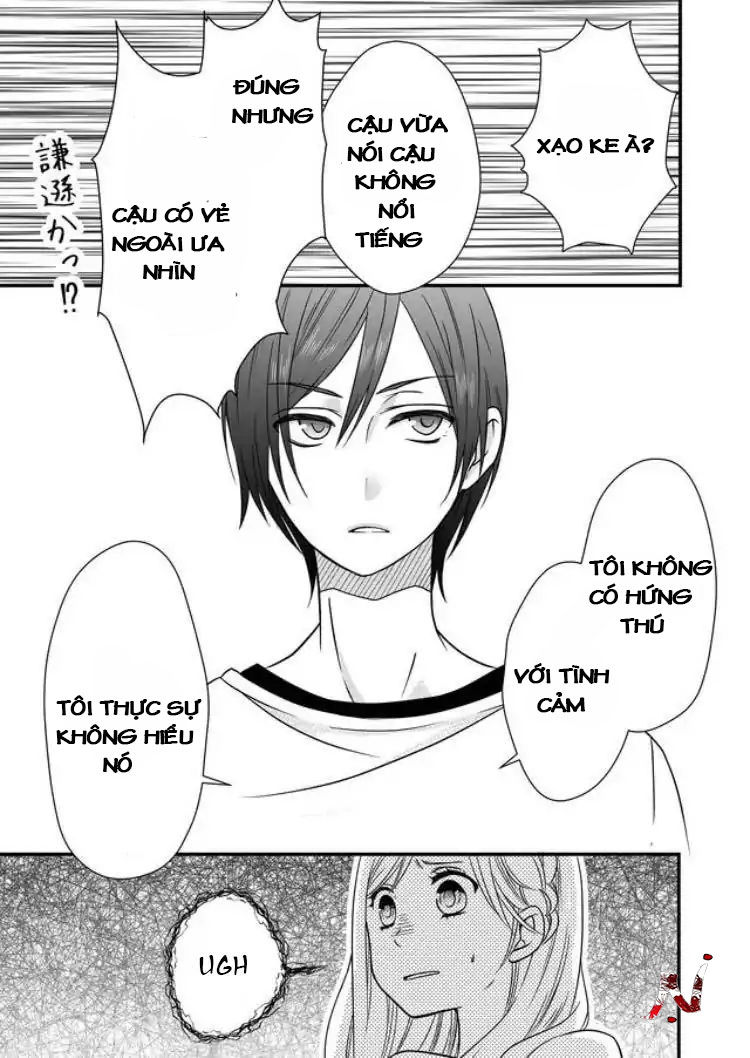 XẠO KE À?
CẬU VỪA
NÓI CẬU
KHÔNG
NỔI
TIẾNG
ĐÚNG
NHƯNG
CẬU CÓ VẺ
NGOÀI ƯA
NHÌN
謙遜かっ!?
TÔI KHÔNG
CÓ HỨNG
THÚ
VỚI TÌNH
CẢM
TÔI THỰC SỰ
KHÔNG HIỂU
NÓ
UGH